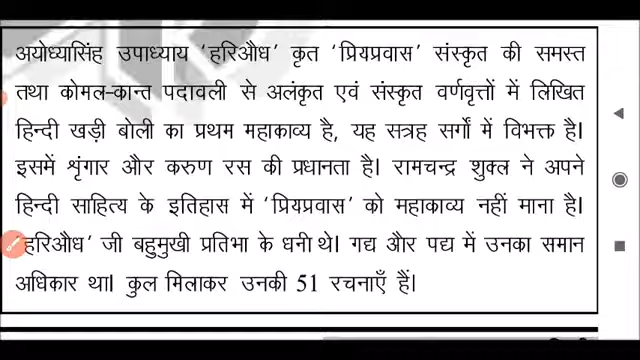 अयोध्यासिंह उपाध्याय ‘हरिऔध’ कृत ‘प्रियप्रवास’ संस्कृत की समस्त
तथा कोमल-कान्त पदावली से अलंकृत एवं संस्कृत वर्णवृत्तों में लिखित
हिन्दी खड़ी बोली का प्रथम महाकाव्य है, यह सत्रह सर्गों में विभक्त है।
इसमें शृंगार और करुण रस की प्रधानता है। रामचन्द्र शुक्ल ने अपने
हिन्दी साहित्य के इतिहास में ‘प्रियप्रवास’ को महाकाव्य नहीं माना है।
‘हरिऔध’ जी बहुमुखी प्रतिभा के धनी थे। गद्य और पद्य में उनका समान
अधिकार था। कुल मिलाकर उनकी 51 रचनाएँ हैं।